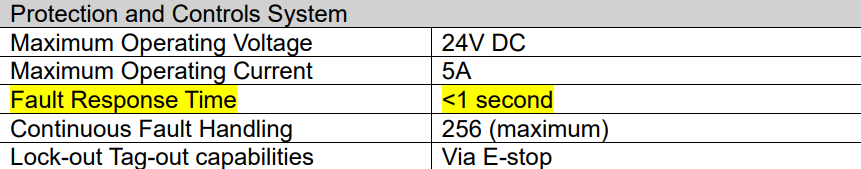 Protection and Controls System
Maximum Operating Voltage 24V DC
Maximum Operating Current 5A
Fault Response Time <1 second
Continuous Fault Handling 256 (maximum)
Lock-out Tag-out capabilities Via E-stop